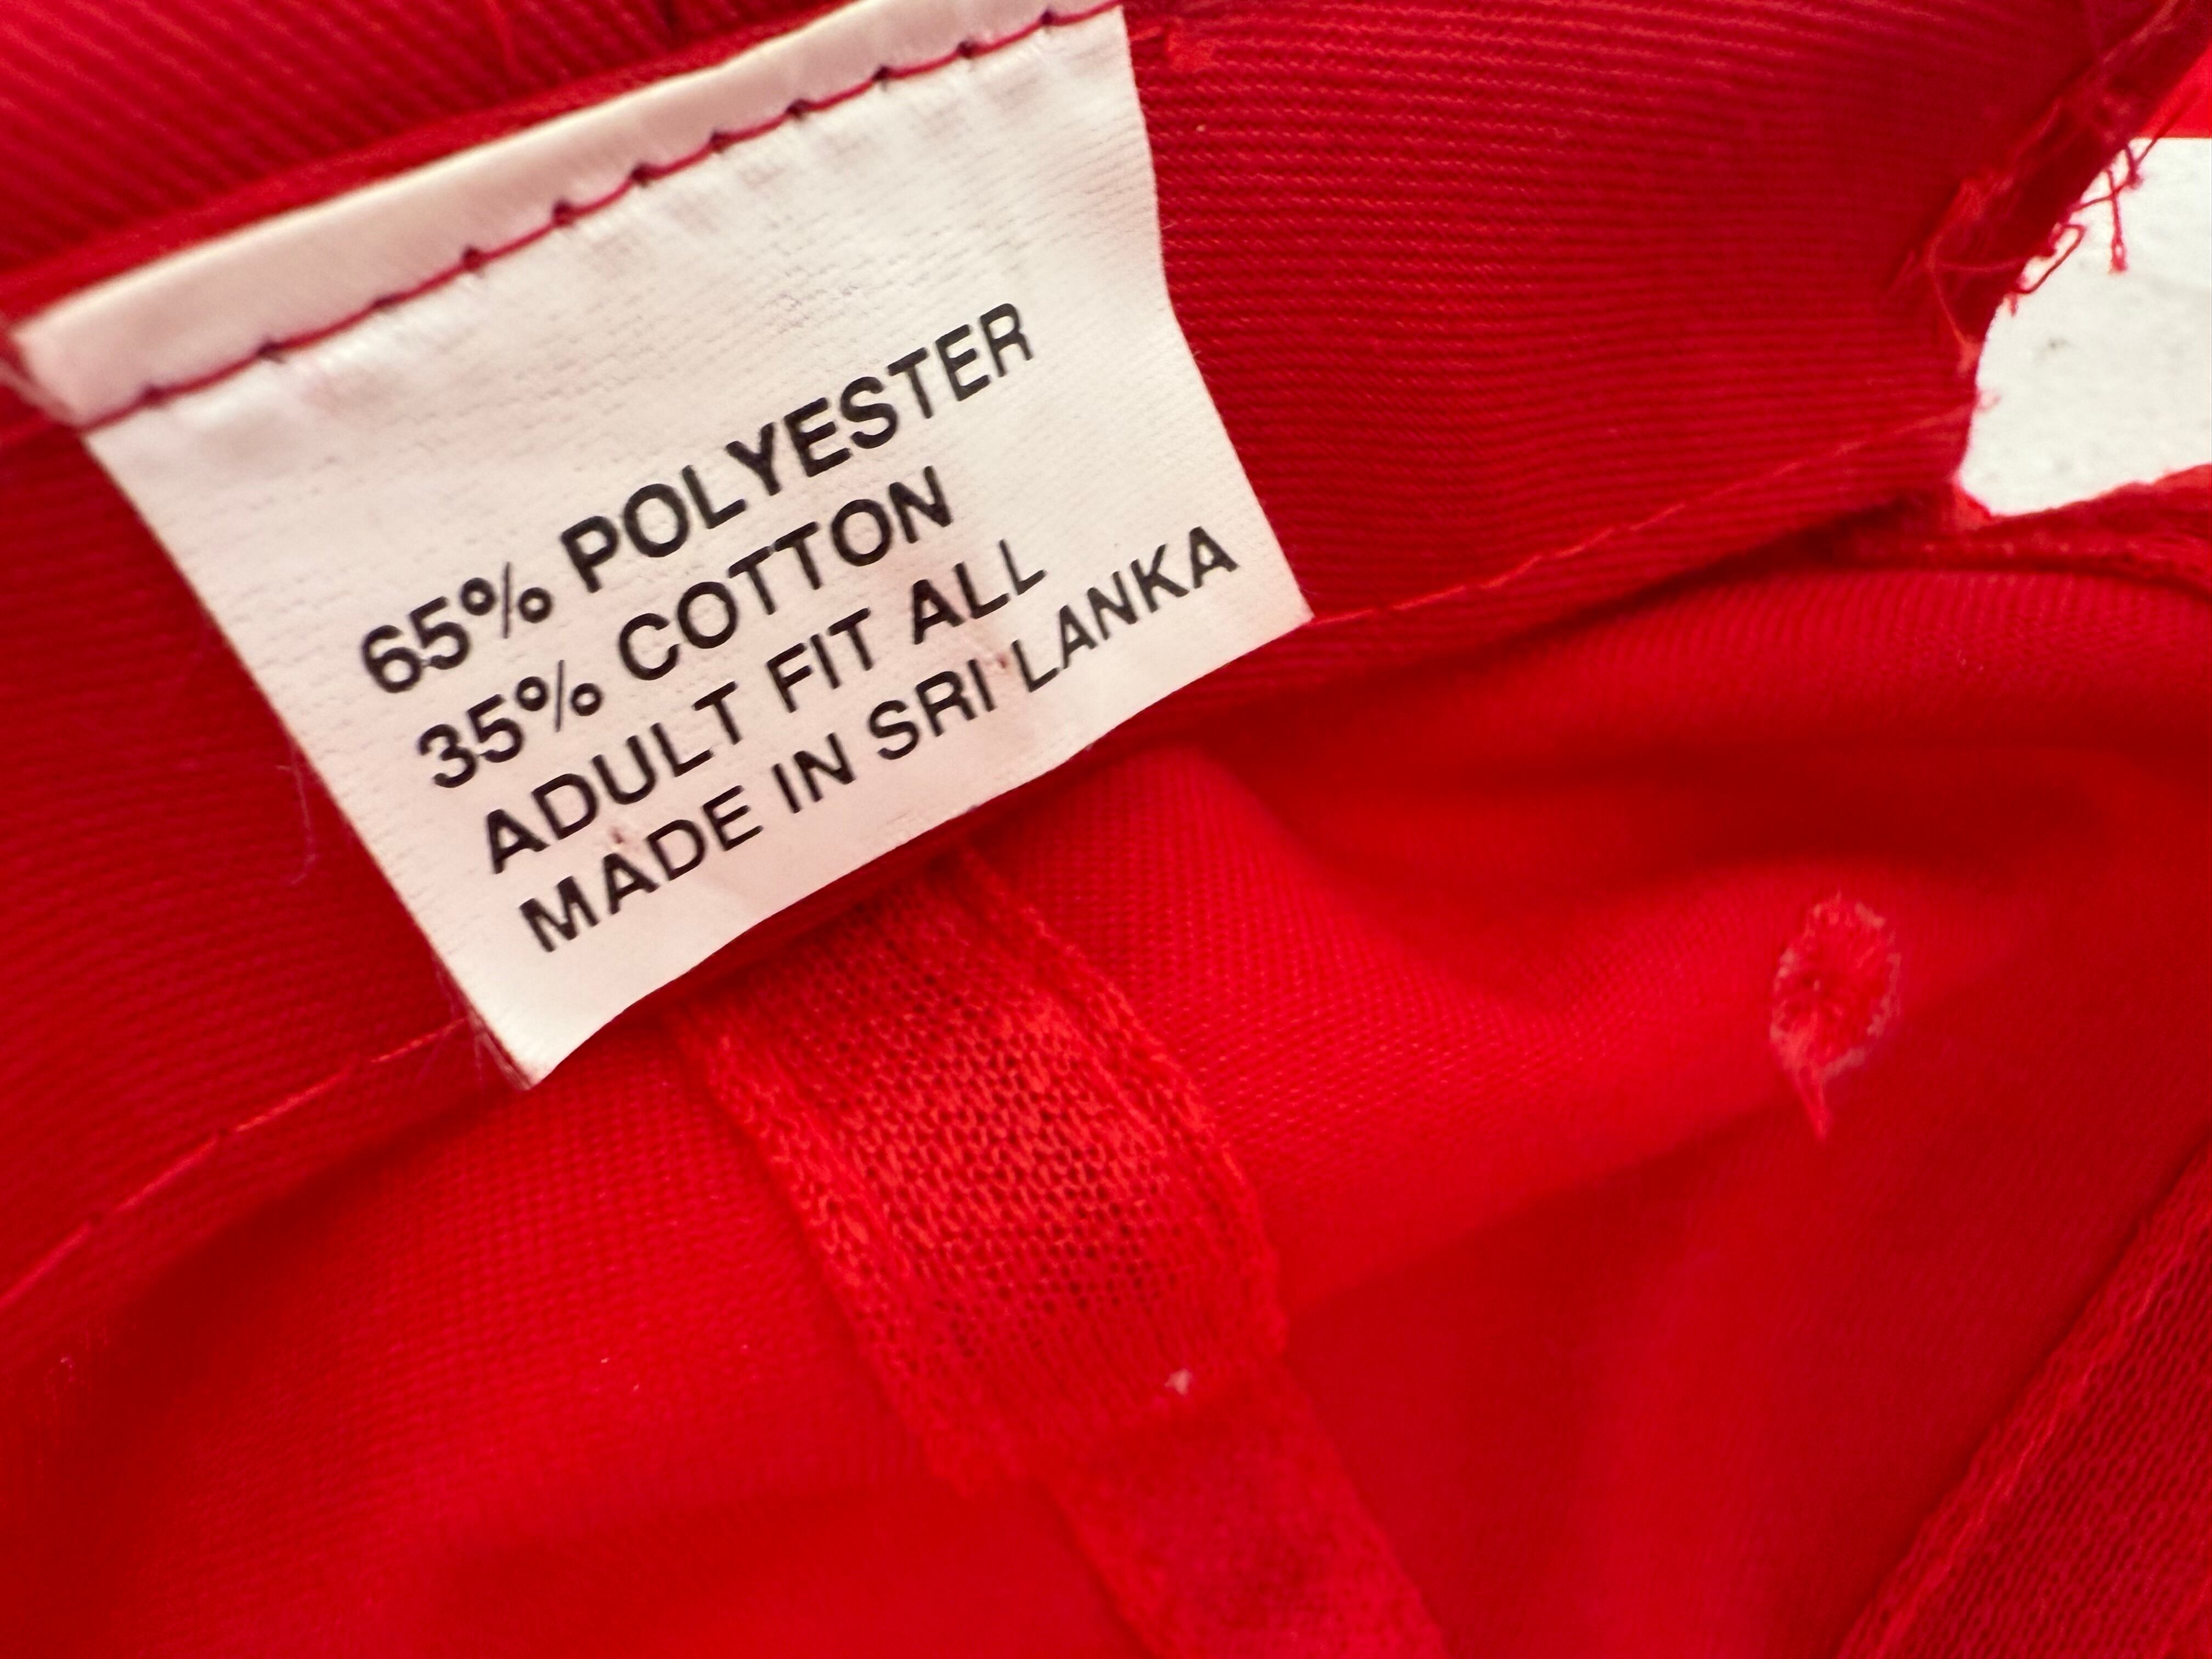 65% POLYESTER
35% COTTON
ADULT FIT ALL
MADE IN SRI LANKA